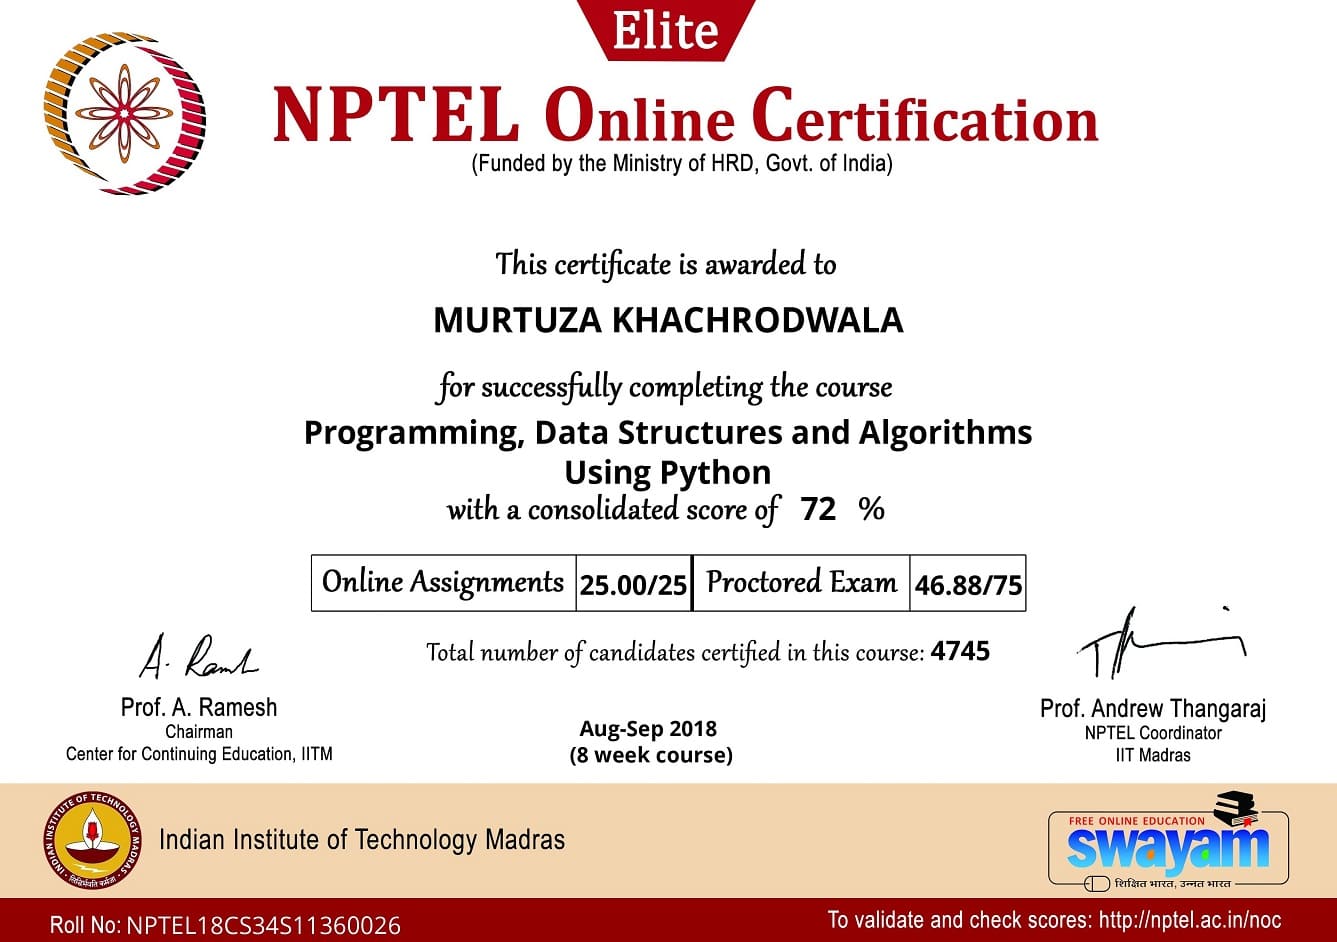 Elite
NPTEL Online Certification
(Funded by the Ministry of HRD, Govt. of India)
This certificate is awarded to
MURTUZA KHACHRODWALA
for successfully completing the course
Programming, Data Structures and Algorithms
Using Python
with a consolidated score of 72 %
Online Assignments 25.00/25 Proctored Exam 46.88/75
Total number of candidates certified in this course: 4745
A. Ramesh
Prof. A. Ramesh
Chairman
Center for Continuing Education, IITM
Aug-Sep 2018
(8 week course)
Prof. Andrew Thangaraj
NPTEL Coordinator
IIT Madras
INDIAN INSTITUTE OF TECHNOLOGY MADRAS
सिद्धिर्भवति कर्मजा
Indian Institute of Technology Madras
FREE ONLINE EDUCATION
swayam
शिक्षित भारत, उन्नत भारत
Roll No: NPTEL18CS34S11360026
To validate and check scores: http://nptel.ac.in/noc